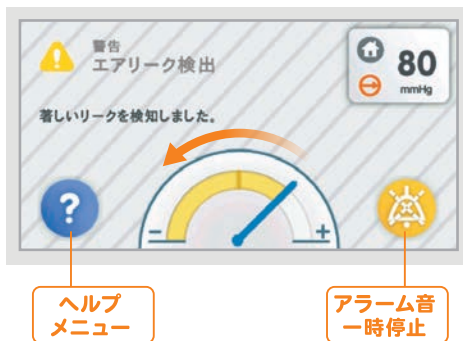 警告
エアリーク検出
80
mmHg
著しいリークを検知しました。
?
− +
ヘルプ
メニュー
アラーム音
一時停止